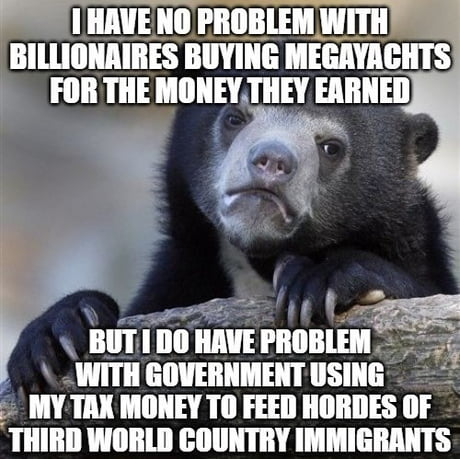 I HAVE NO PROBLEM WITH
BILLIONAIRES BUYING MEGAYACHTS
FOR THE MONEY THEY EARNED
BUT I DO HAVE PROBLEM
WITH GOVERNMENT USING
MY TAX MONEY TO FEED HORDES OF
THIRD WORLD COUNTRY IMMIGRANTS